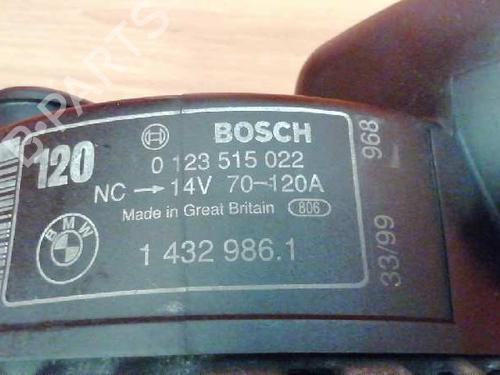 B-PARTS
120
BOSCH
0 123 515 022
NC → 14V 70-120A
Made in Great Britain 806
BMW
1 432 986.1
968
33/99